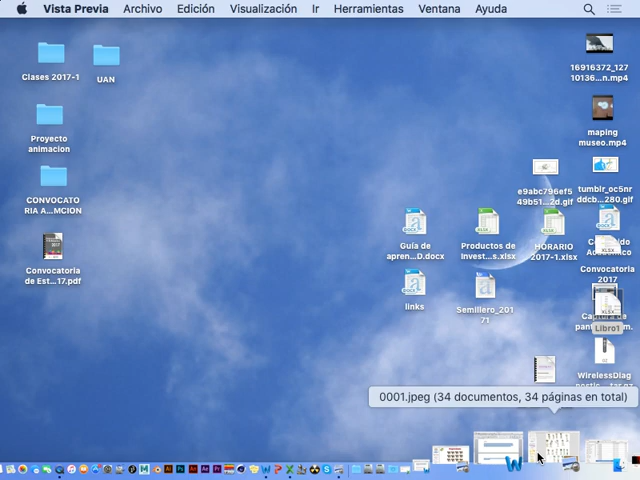 Vista Previa Archivo Edición Visualización Ir Herramientas Ventana Ayuda
Clases 2017-1
UAN
16916372_127
10136...n.mp4
Proyecto
animacion
maping
museo.mp4
CONVOCATO
RIA A...MCION
e9abc796ef5
49b51...2d.gif
tumblr_oc5nr
ddcb...280.gif
Guía de
apren...D.docx
Productos de
Invest...s.xlsx
HORARIO
2017-1.xlsx
Convocatoria
de Est...17.pdf
Convocatoria
2017
links
Semillero_201
71
Libro1
WirelessDiag
0001.jpeg (34 documentos, 34 páginas en total)